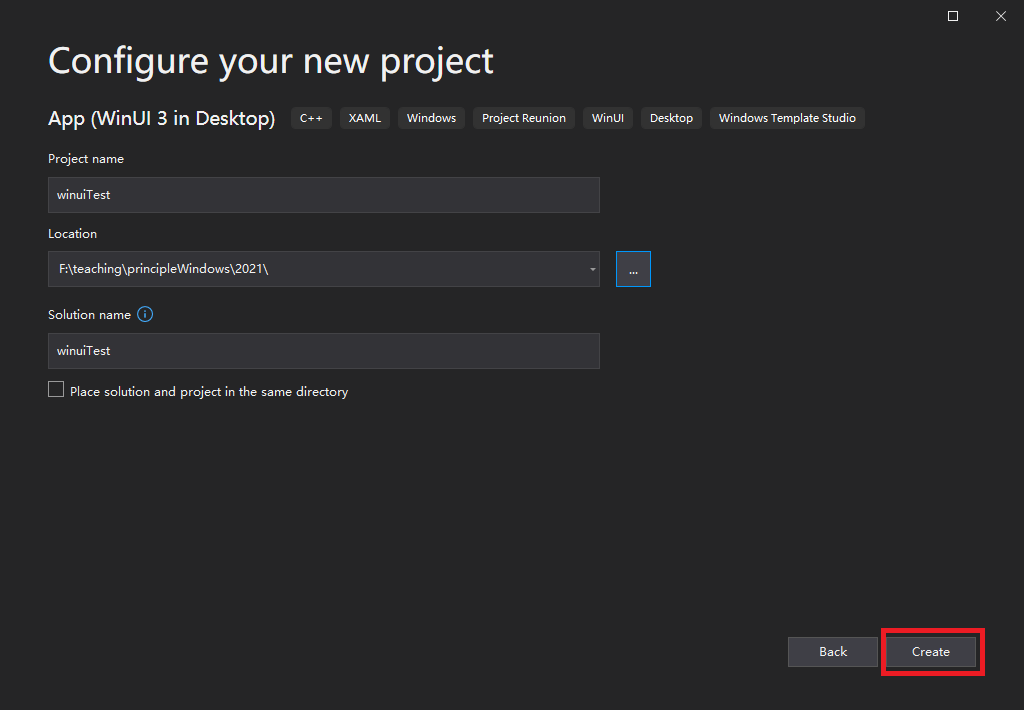 Configure your new project
App (WinUI 3 in Desktop) C++ XAML Windows Project Reunion WinUI Desktop Windows Template Studio
Project name
winuiTest
Location
F:\teaching\principleWindows\2021\
...
Solution name
winuiTest
Place solution and project in the same directory
Back Create